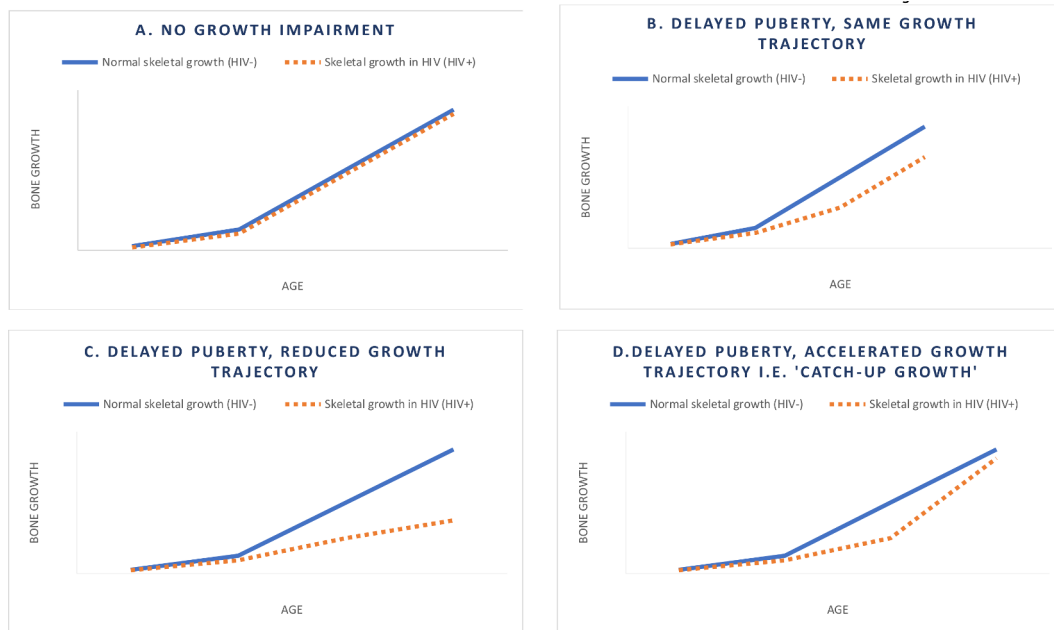 A. NO GROWTH IMPAIRMENT
Normal skeletal growth (HIV-) Skeletal growth in HIV (HIV+)
BONE GROWTH
AGE
B. DELAYED PUBERTY, SAME GROWTH
TRAJECTORY
Normal skeletal growth (HIV-) Skeletal growth in HIV (HIV+)
BONE GROWTH
AGE
C. DELAYED PUBERTY, REDUCED GROWTH
TRAJECTORY
Normal skeletal growth (HIV-) Skeletal growth in HIV (HIV+)
BONE GROWTH
AGE
D.DELAYED PUBERTY, ACCELERATED GROWTH
TRAJECTORY I.E. 'CATCH-UP GROWTH'
Normal skeletal growth (HIV-) Skeletal growth in HIV (HIV+)
BONE GROWTH
AGE